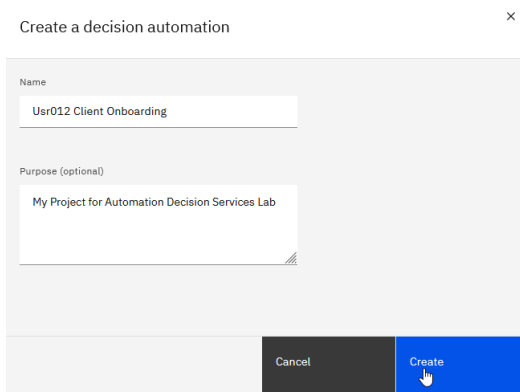 Create a decision automation
Name
Usr012 Client Onboarding
Purpose (optional)
My Project for Automation Decision Services Lab
Cancel
Create